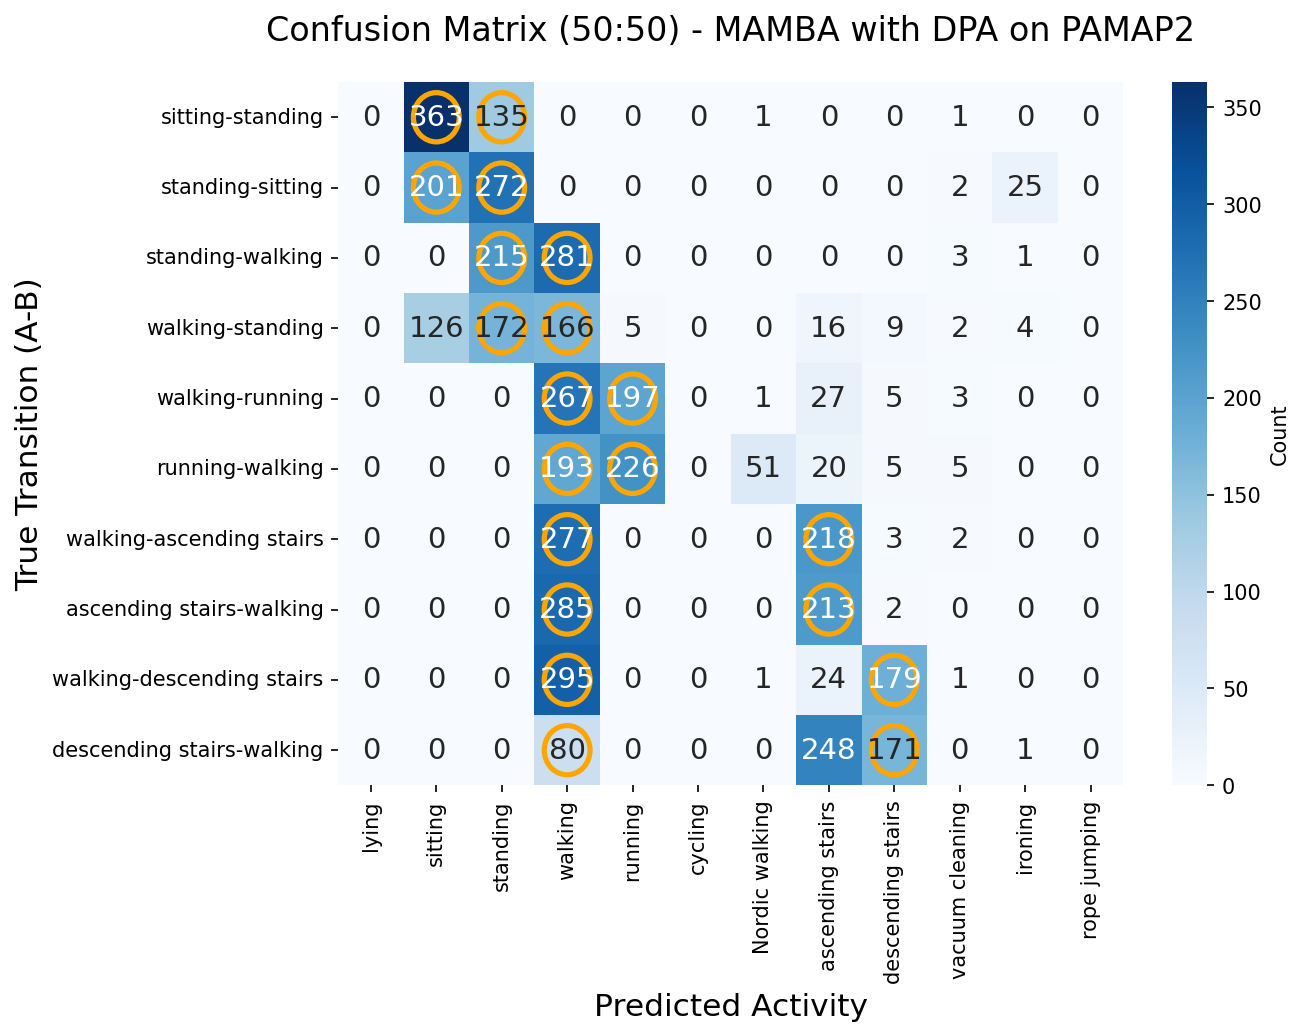 Confusion Matrix (50:50) - MAMBA with DPA on PAMAP2
True Transition (A-B)
sitting-standing 0 363 135 0 0 0 1 0 0 1 0 0
standing-sitting 0 201 272 0 0 0 0 0 0 2 25 0
standing-walking 0 0 215 281 0 0 0 0 0 3 1 0
walking-standing 0 126 172 166 5 0 0 16 9 2 4 0
walking-running 0 0 0 267 197 0 1 27 5 3 0 0
running-walking 0 0 0 193 226 0 51 20 5 5 0 0
walking-ascending stairs 0 0 0 277 0 0 0 218 3 2 0 0
ascending stairs-walking 0 0 0 285 0 0 0 213 2 0 0 0
walking-descending stairs 0 0 0 295 0 0 1 24 179 1 0 0
descending stairs-walking 0 0 0 80 0 0 0 248 171 0 1 0
lying
sitting
standing
walking
running
cycling
Nordic walking
ascending stairs
descending stairs
vacuum cleaning
ironing
rope jumping
Predicted Activity
350
300
250
200
150
100
50
0
Count